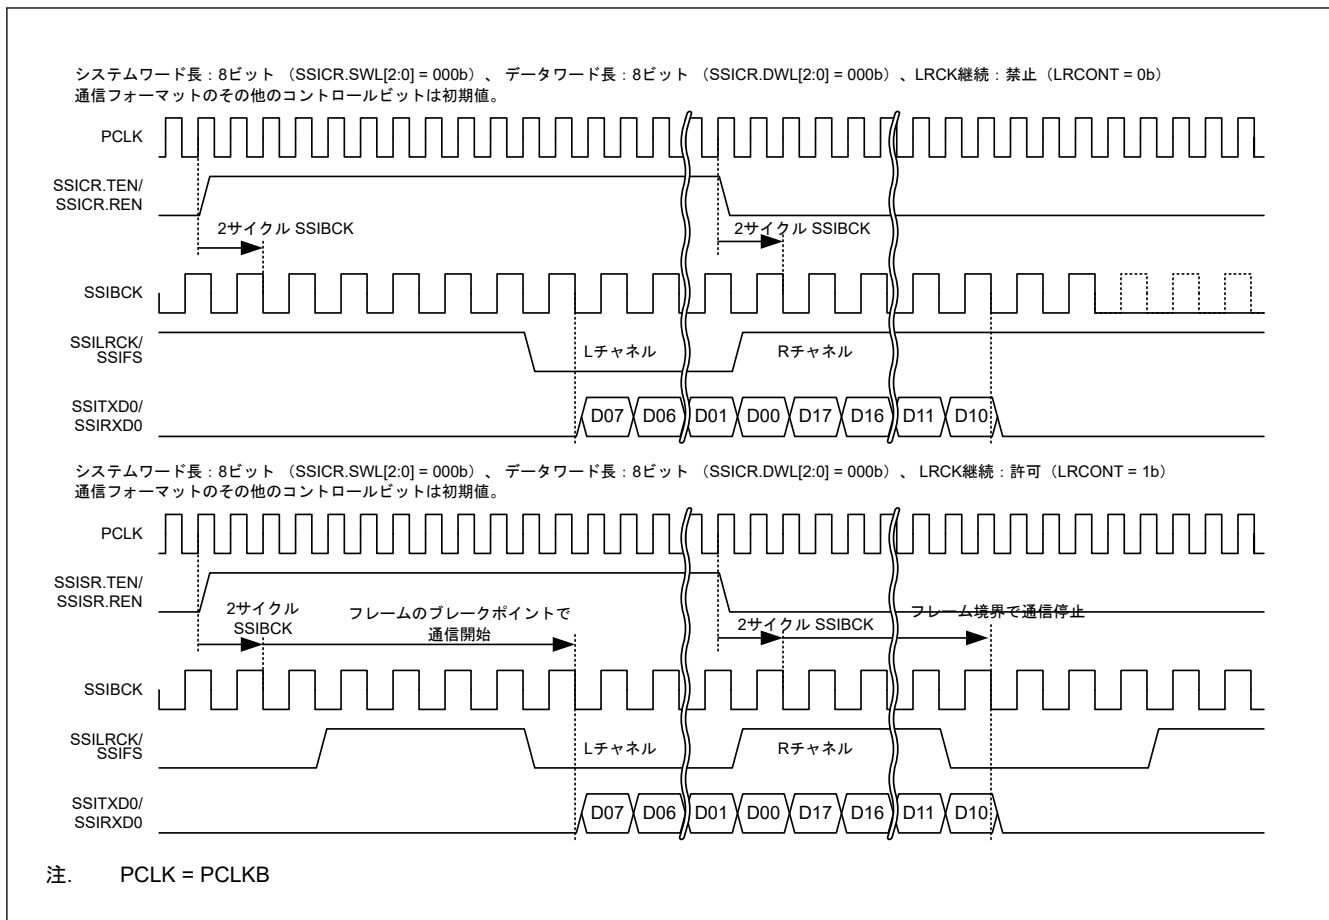 システムワード長：8ビット （SSICR.SWL[2:0] = 000b）、 データワード長：8ビット （SSICR.DWL[2:0] = 000b）、LRCK継続：禁止（LRCONT = 0b）
通信フォーマットのその他のコントロールビットは初期値。
PCLK
SSICR.TEN/
SSICR.REN
2サイクル SSIBCK
2サイクル SSIBCK
SSIBCK
SSILRCK/
SSIFS
Lチャネル
Rチャネル
SSITXD0/
SSIRXD0
D07 D06 D01 D00 D17 D16 D11 D10
システムワード長：8ビット （SSICR.SWL[2:0] = 000b）、 データワード長：8ビット （SSICR.DWL[2:0] = 000b）、 LRCK継続：許可（LRCONT = 1b）
通信フォーマットのその他のコントロールビットは初期値。
PCLK
SSISR.TEN/
SSISR.REN
2サイクル
SSIBCK
フレームのブレークポイントで
通信開始
2サイクル SSIBCK
フレーム境界で通信停止
SSIBCK
SSILRCK/
SSIFS
Lチャネル
Rチャネル
SSITXD0/
SSIRXD0
D07 D06 D01 D00 D17 D16 D11 D10
注. PCLK = PCLKB